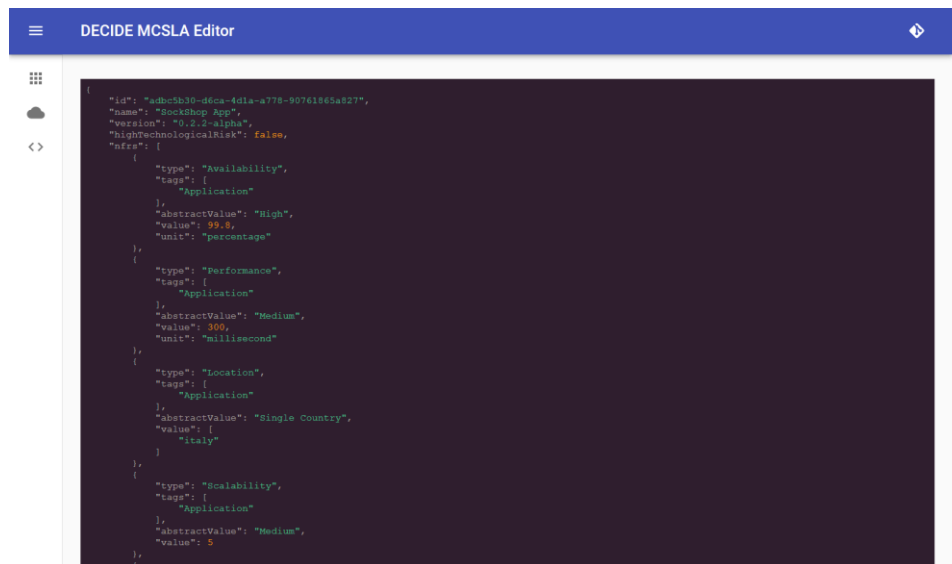 DECIDE MCSLA Editor
{
"id": "adbc5b30-d6ca-4d1a-a778-90761865a827",
"name": "SockShop App",
"version": "0.2.2-alpha",
"highTechnologicalRisk": false,
"nfrs": [
{
"type": "Availability",
"tags": [
"Application"
],
"abstractValue": "High",
"value": 99.8,
"unit": "percentage"
},
{
"type": "Performance",
"tags": [
"Application"
],
"abstractValue": "Medium",
"value": 300,
"unit": "millisecond"
},
{
"type": "Location",
"tags": [
"Application"
],
"abstractValue": "Single Country",
"value": [
"italy"
]
},
{
"type": "Scalability",
"tags": [
"Application"
],
"abstractValue": "Medium",
"value": 5
},